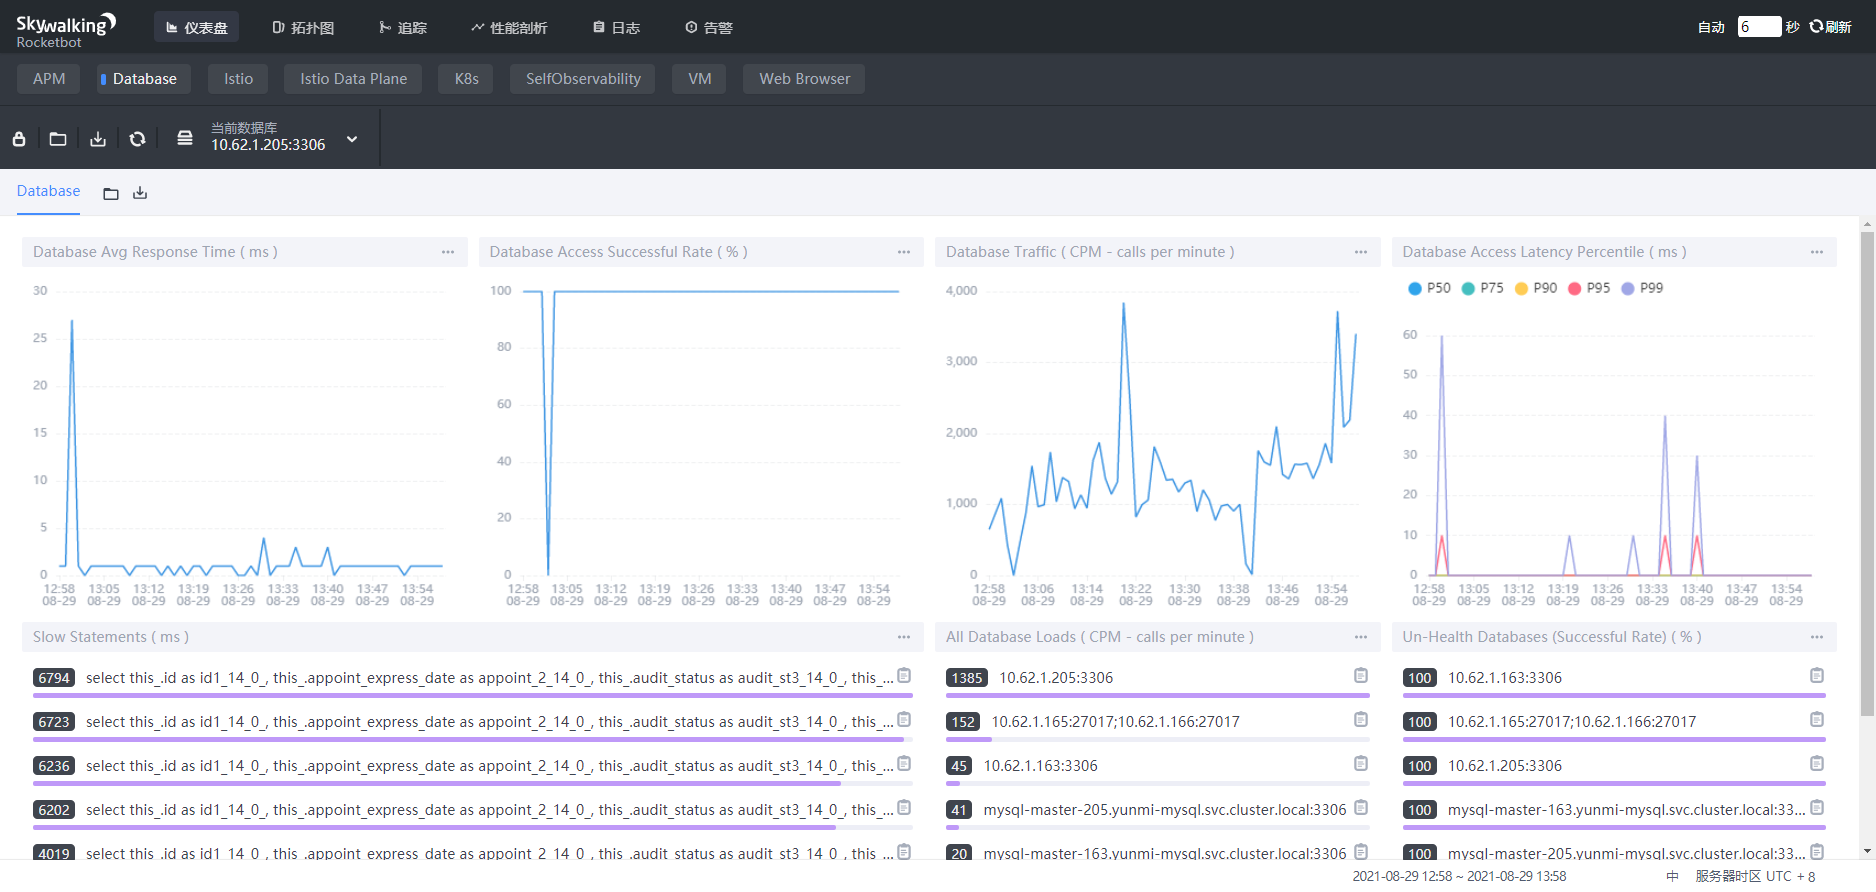 Skywalking
Rocketbot
仪表盘
拓扑图
追踪
性能剖析
日志
告警
自动 6 秒 刷新
APM
Database
Istio
Istio Data Plane
K8s
SelfObservability
VM
Web Browser
当前数据库
10.62.1.205:3306
Database
Database Avg Response Time ( ms )
30
25
20
15
10
5
0
12:58 13:05 13:12 13:19 13:26 13:33 13:40 13:47 13:54
08-29 08-29 08-29 08-29 08-29 08-29 08-29 08-29 08-29
Database Access Successful Rate ( % )
100
80
60
40
20
0
12:58 13:05 13:12 13:19 13:26 13:33 13:40 13:47 13:54
08-29 08-29 08-29 08-29 08-29 08-29 08-29 08-29 08-29
Database Traffic ( CPM - calls per minute )
4,000
3,000
2,000
1,000
0
12:58 13:06 13:14 13:22 13:30 13:38 13:46 13:54
08-29 08-29 08-29 08-29 08-29 08-29 08-29 08-29
Database Access Latency Percentile ( ms )
P50 P75 P90 P95 P99
60
50
40
30
20
10
0
12:58 13:05 13:12 13:19 13:26 13:33 13:40 13:47 13:54
08-29 08-29 08-29 08-29 08-29 08-29 08-29 08-29 08-29
Slow Statements ( ms )
6794 select this_.id as id1_14_0_, this_.appoint_express_date as appoint_2_14_0_, this_.audit_status as audit_st3_14_0_, this_...
6723 select this_.id as id1_14_0_, this_.appoint_express_date as appoint_2_14_0_, this_.audit_status as audit_st3_14_0_, this_...
6236 select this_.id as id1_14_0_, this_.appoint_express_date as appoint_2_14_0_, this_.audit_status as audit_st3_14_0_, this_...
6202 select this_.id as id1_14_0_, this_.appoint_express_date as appoint_2_14_0_, this_.audit_status as audit_st3_14_0_, this_...
4019 select this_.id as id1_14_0_, this_.appoint_express_date as appoint_2_14_0_, this_.audit_status as audit_st3_14_0_, this_...
All Database Loads ( CPM - calls per minute )
1385 10.62.1.205:3306
152 10.62.1.165:27017;10.62.1.166:27017
45 10.62.1.163:3306
41 mysql-master-205.yunmi-mysql.svc.cluster.local:3306
20 mysql-master-163.yunmi-mysql.svc.cluster.local:3306
Un-Health Databases (Successful Rate) ( % )
100 10.62.1.163:3306
100 10.62.1.165:27017;10.62.1.166:27017
100 10.62.1.205:3306
100 mysql-master-163.yunmi-mysql.svc.cluster.local:33...
100 mysql-master-205.yunmi-mysql.svc.cluster.local:33...
2021-08-29 12:58 ~ 2021-08-29 13:58
中
服务器时区 UTC + 8